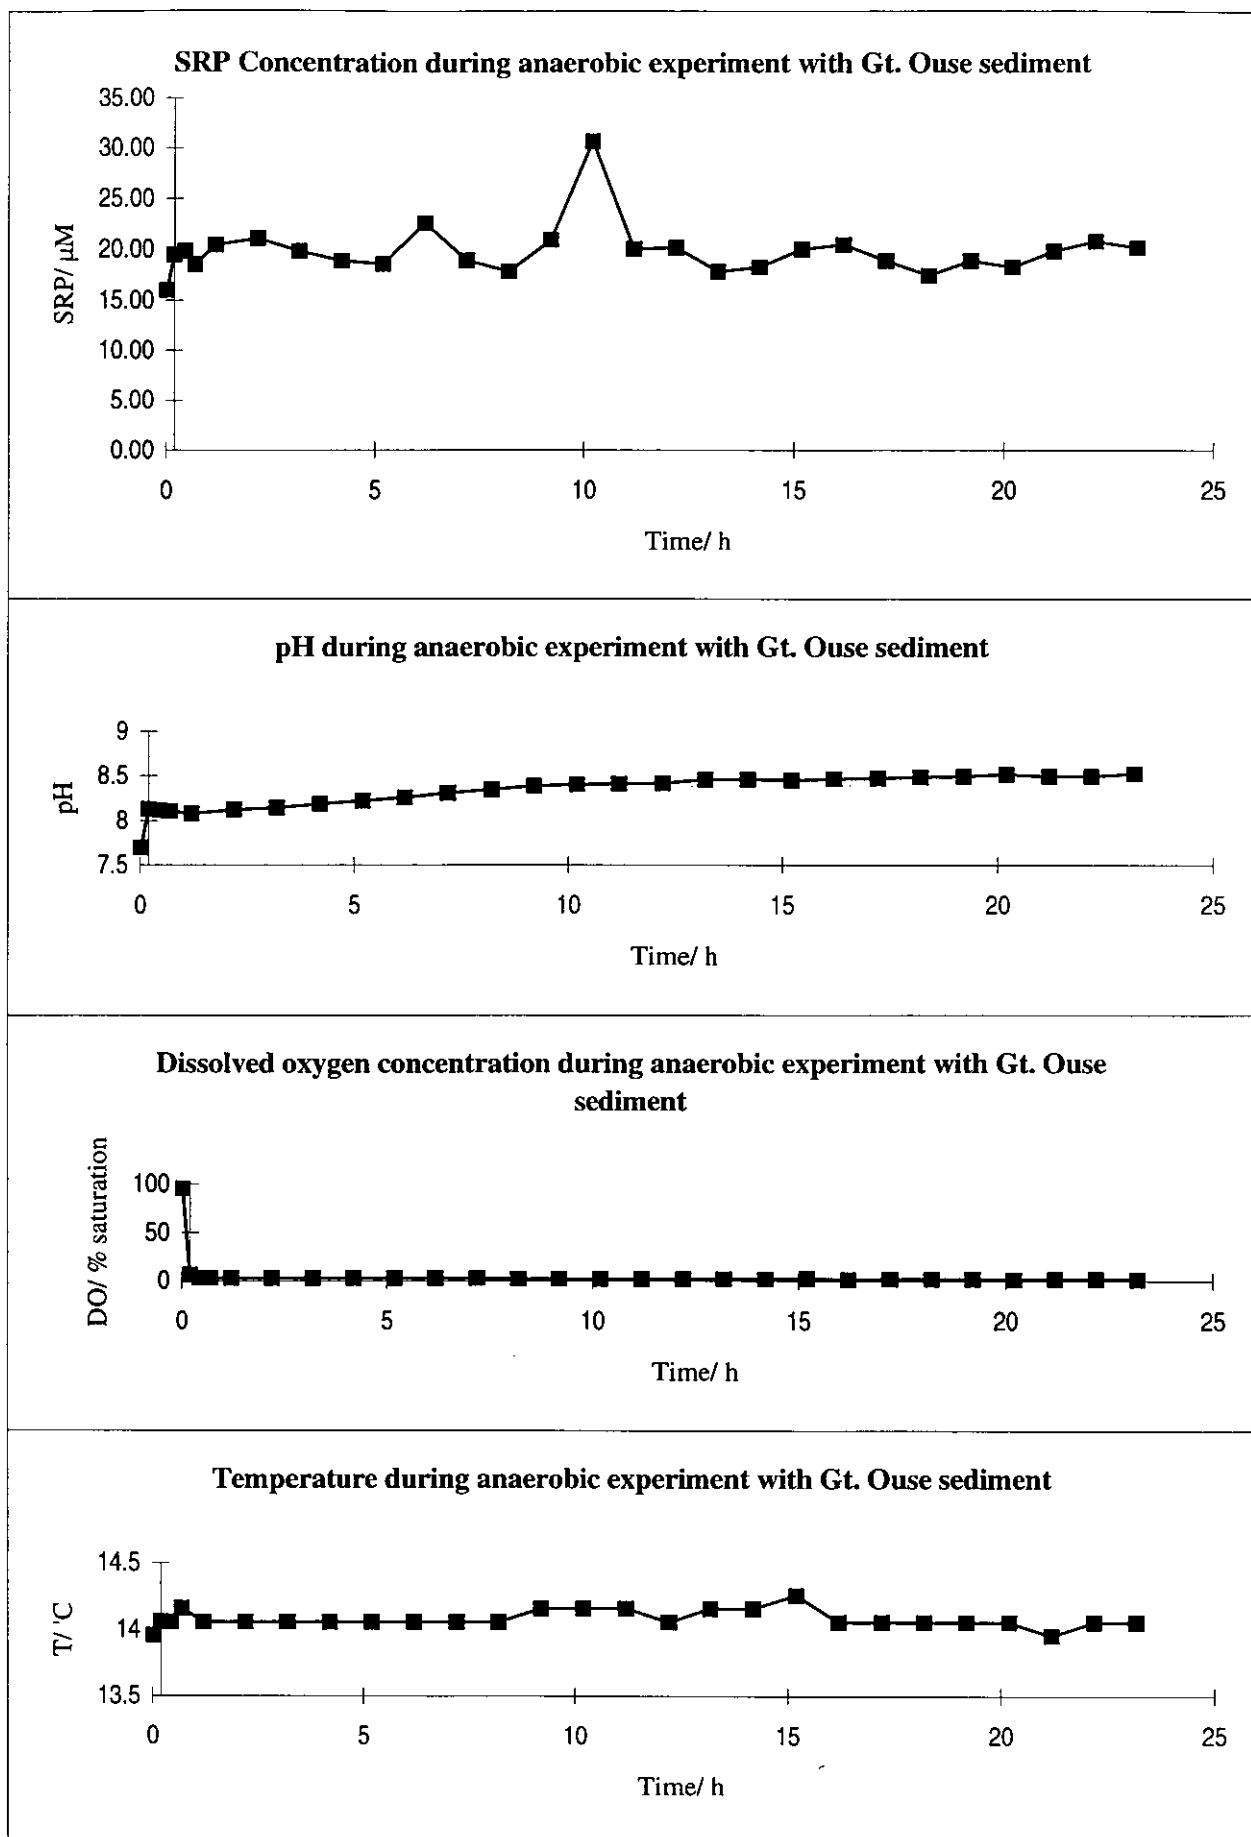 SRP Concentration during anaerobic experiment with Gt. Ouse sediment
35.00
30.00
25.00
20.00
15.00
10.00
5.00
0.00
SRP/ μM
0 5 10 15 20 25
Time/ h
pH during anaerobic experiment with Gt. Ouse sediment
9
8.5
8
7.5
pH
0 5 10 15 20 25
Time/ h
Dissolved oxygen concentration during anaerobic experiment with Gt. Ouse
sediment
100
50
0
DO/ % saturation
0 5 10 15 20 25
Time/ h
Temperature during anaerobic experiment with Gt. Ouse sediment
14.5
14
13.5
T/ 'C
0 5 10 15 20 25
Time/ h